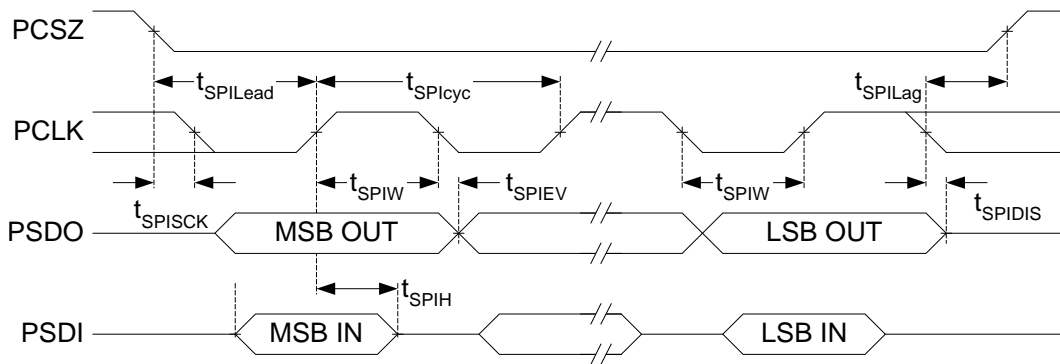 PCSZ
tSPILead
tSPIcyc
tSPILag
PCLK
tSPISCK
tSPIW
tSPIEV
tSPIW
tSPIDIS
PSDO
MSB OUT
LSB OUT
tSPIH
PSDI
MSB IN
LSB IN